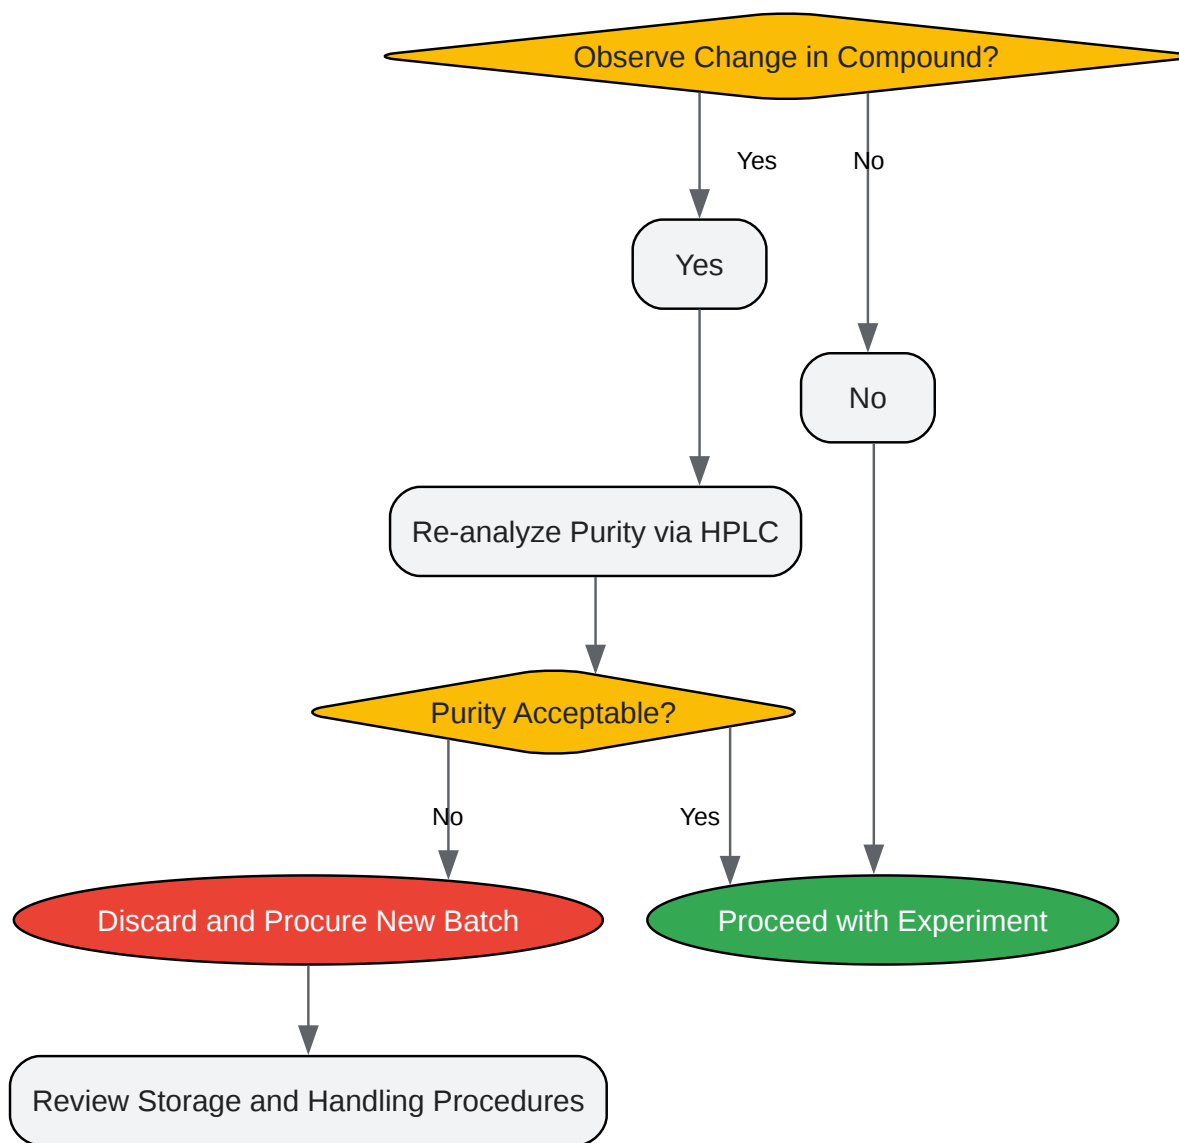 Observe Change in Compound?
Yes
No
Yes
No
Re-analyze Purity via HPLC
Purity Acceptable?
No
Yes
Discard and Procure New Batch
Proceed with Experiment
Review Storage and Handling Procedures